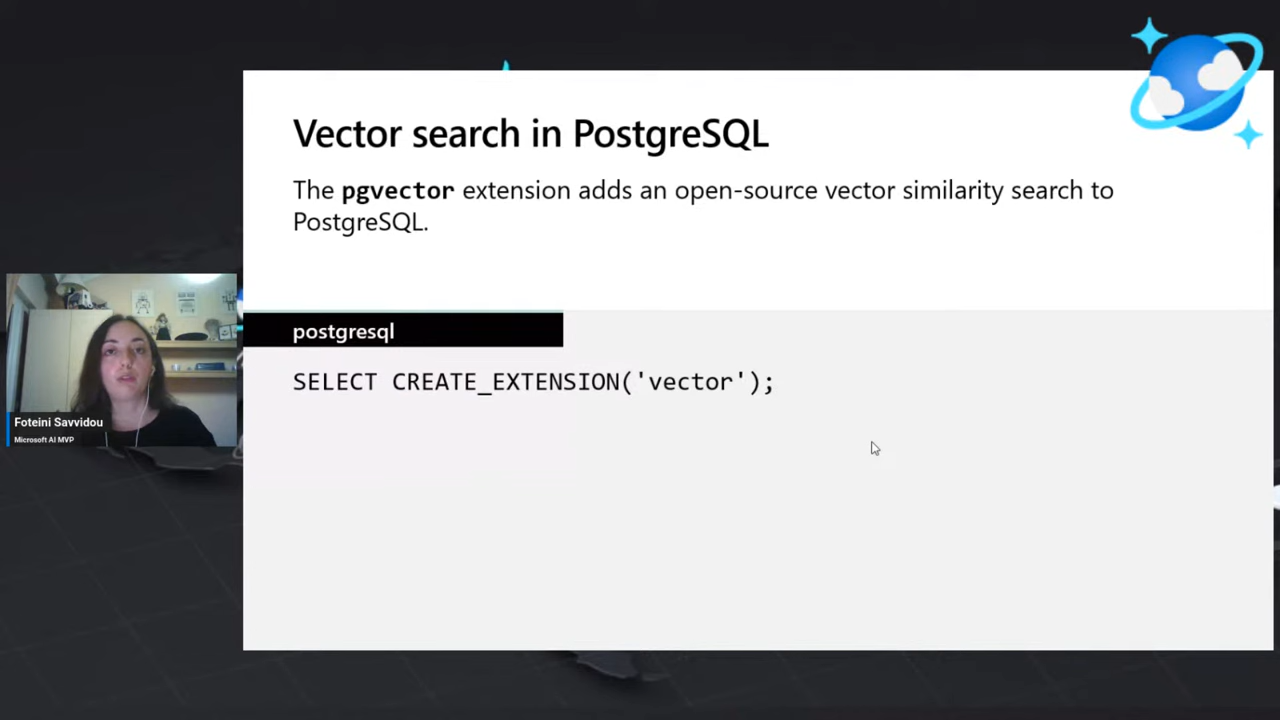 Vector search in PostgreSQL
The pgvector extension adds an open-source vector similarity search to
PostgreSQL.
postgresql
SELECT CREATE_EXTENSION('vector');
Foteini Savvidou
Microsoft AI MVP